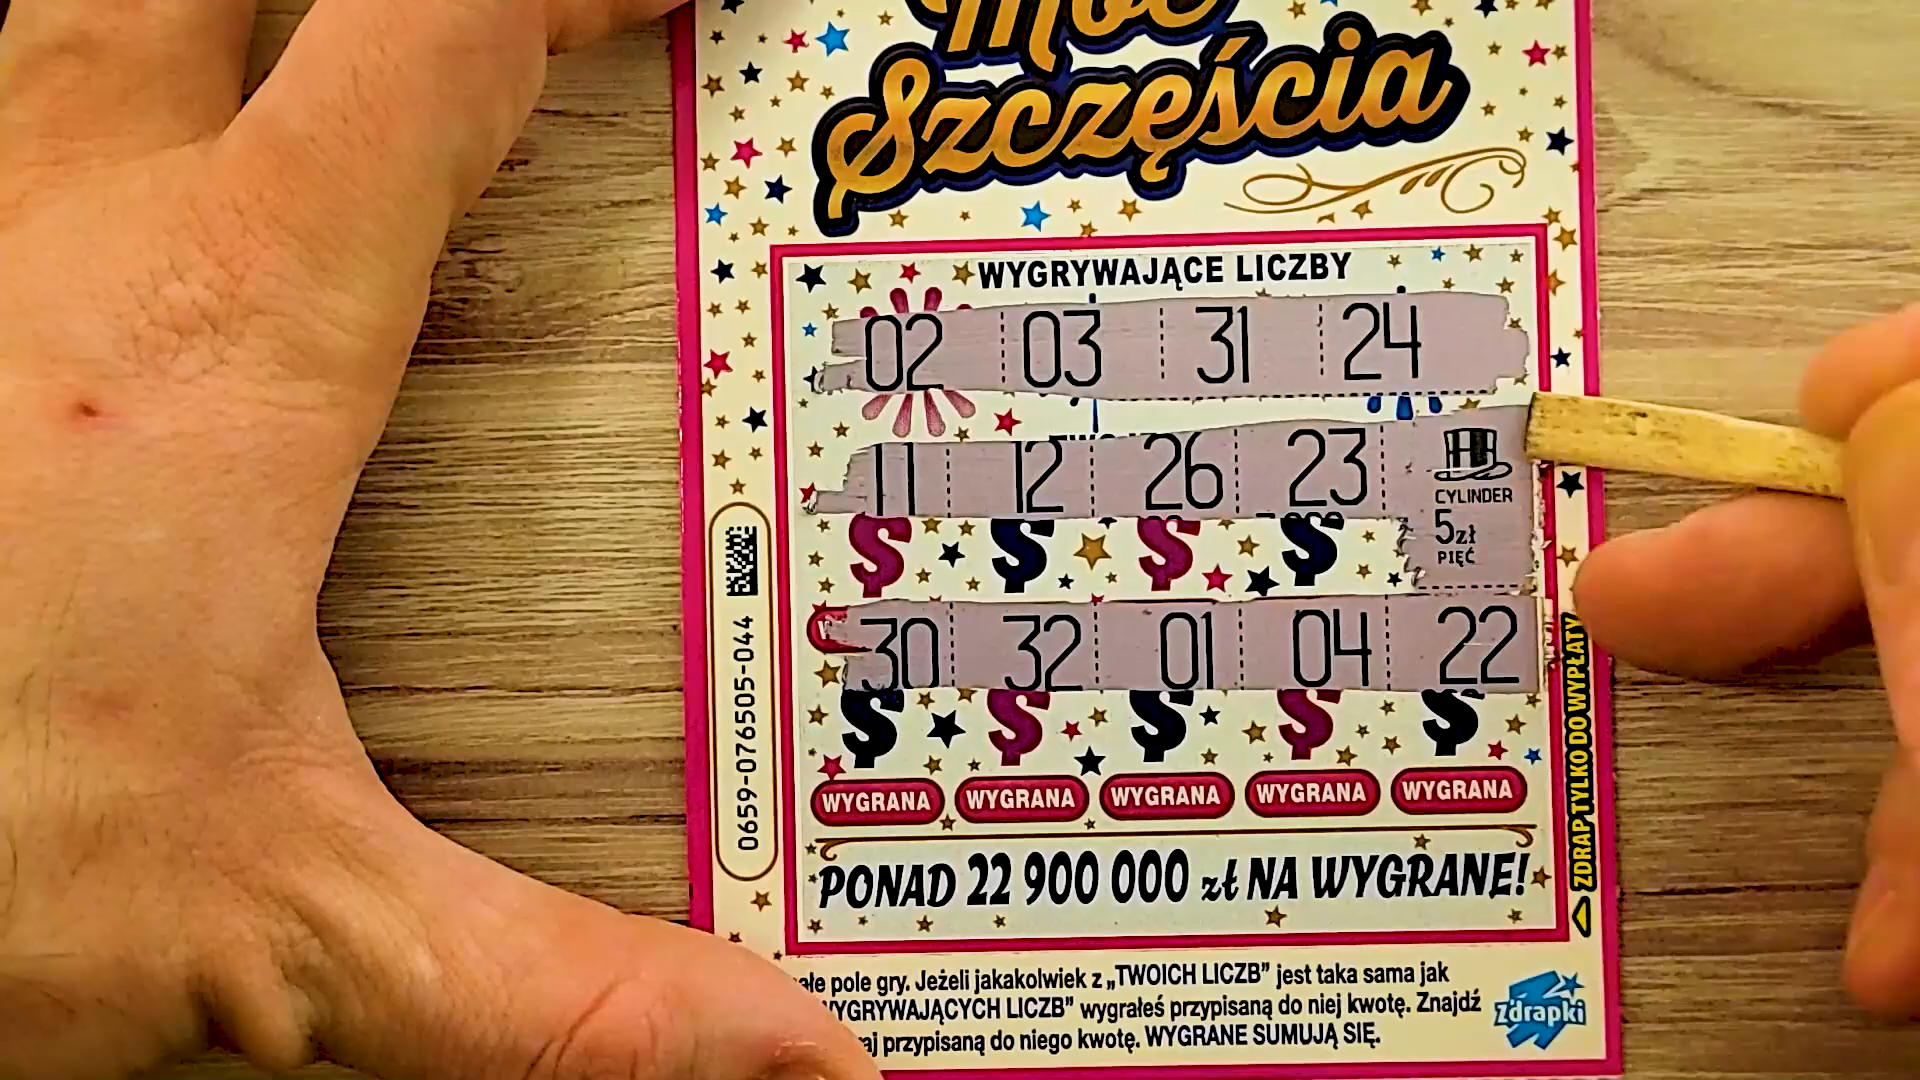 Moc
Szczęścia
WYGRYWAJĄCE LICZBY
02 03 31 24
11 12 26 23
CYLINDER
5zł
PIĘĆ
$ $ $ $
30 32 01 04 22
$ $ $ $ $
WYGRANA WYGRANA WYGRANA WYGRANA WYGRANA
PONAD 22 900 000 zł NA WYGRANE!
pole gry. Jeżeli jakakolwiek z „TWOICH LICZB” jest taka sama jak
YGRYWAJĄCYCH LICZB” wygrałeś przypisaną do niej kwotę. Znajdź
przypisaną do niego kwotę. WYGRANE SUMUJĄ SIĘ.
Zdrapki
0659-076505-044
ZDRAP TYLKO DO WYPŁATY